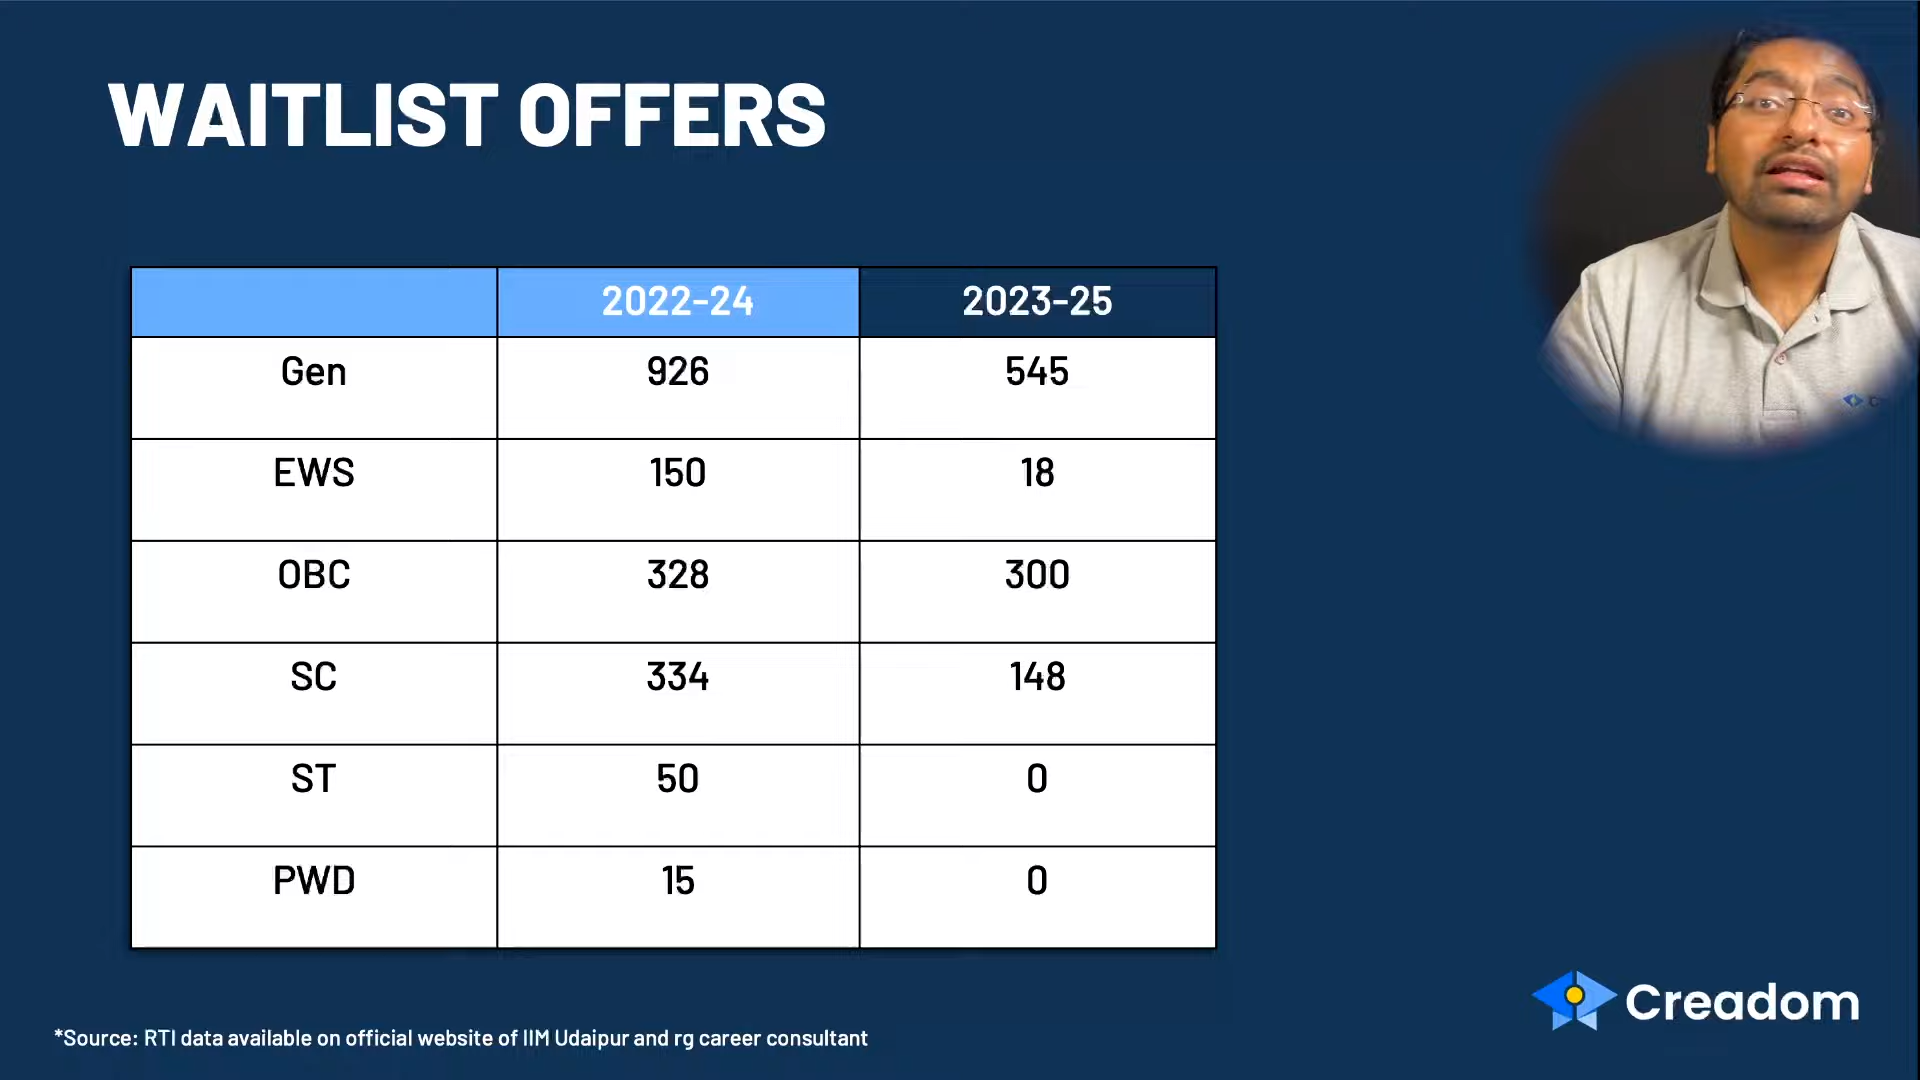 WAITLIST OFFERS
2022-24 2023-25
Gen 926 545
EWS 150 18
OBC 328 300
SC 334 148
ST 50 0
PWD 15 0
Creadom
*Source: RTI data available on official website of IIM Udaipur and rg career consultant